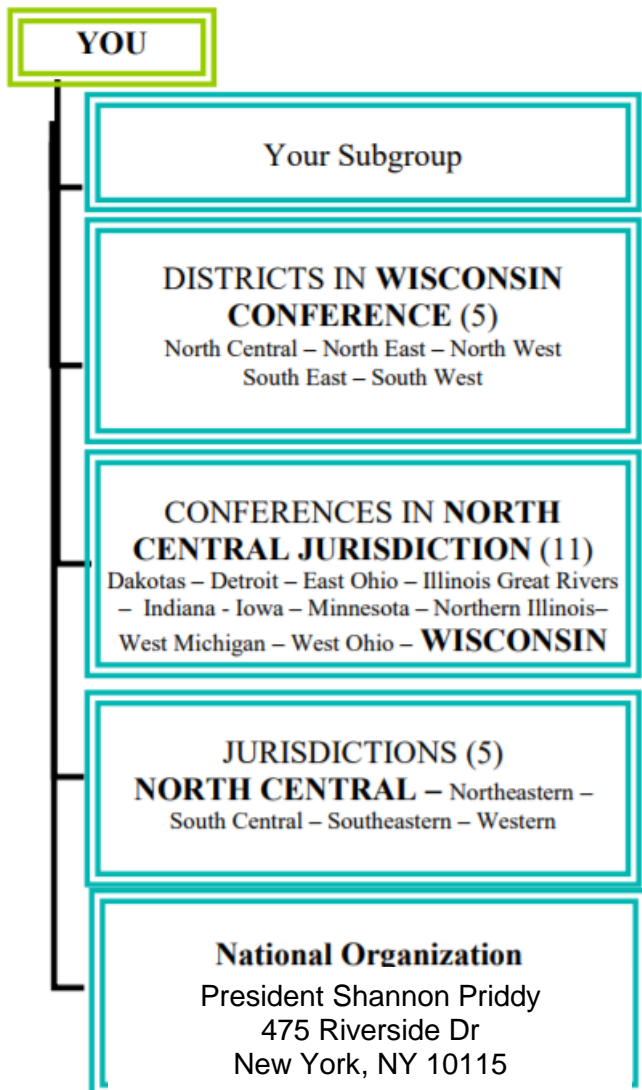 YOU
Your Subgroup
DISTRICTS IN WISCONSIN
CONFERENCE (5)
North Central – North East – North West
South East – South West
CONFERENCES IN NORTH
CENTRAL JURISDICTION (11)
Dakotas – Detroit – East Ohio – Illinois Great Rivers
– Indiana - Iowa – Minnesota – Northern Illinois–
West Michigan – West Ohio – WISCONSIN
JURISDICTIONS (5)
NORTH CENTRAL – Northeastern –
South Central – Southeastern – Western
National Organization
President Shannon Priddy
475 Riverside Dr
New York, NY 10115